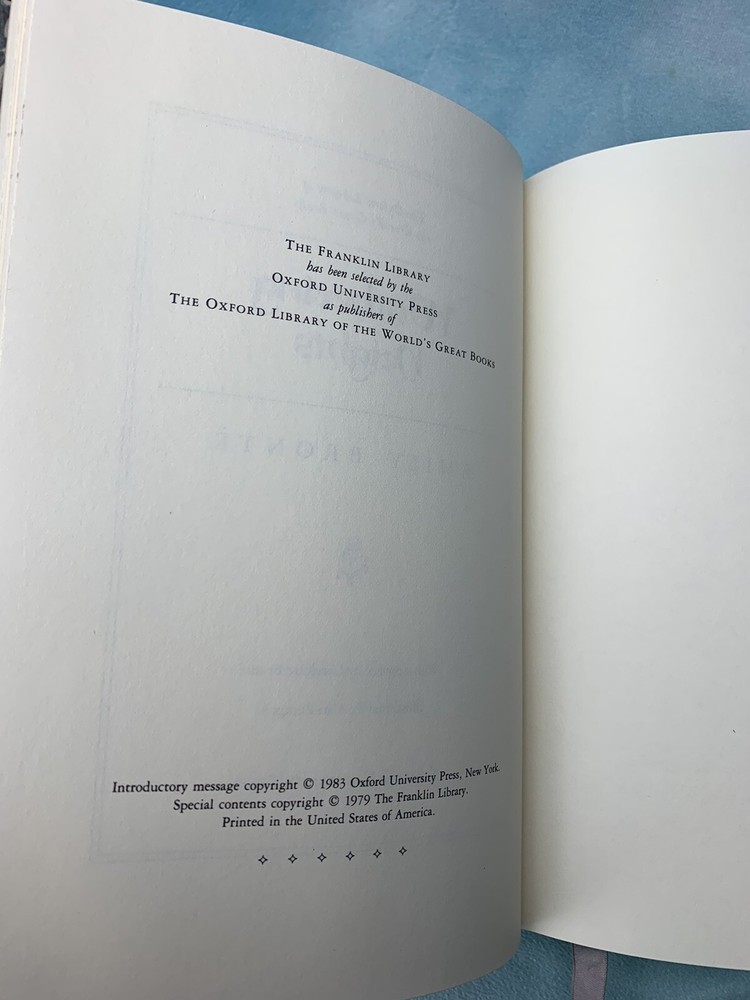 THE FRANKLIN LIBRARY
has been selected by the
OXFORD UNIVERSITY PRESS
as publishers of
THE OXFORD LIBRARY OF THE WORLD'S GREAT BOOKS
Introductory message copyright © 1983 Oxford University Press, New York.
Special contents copyright © 1979 The Franklin Library.
Printed in the United States of America.